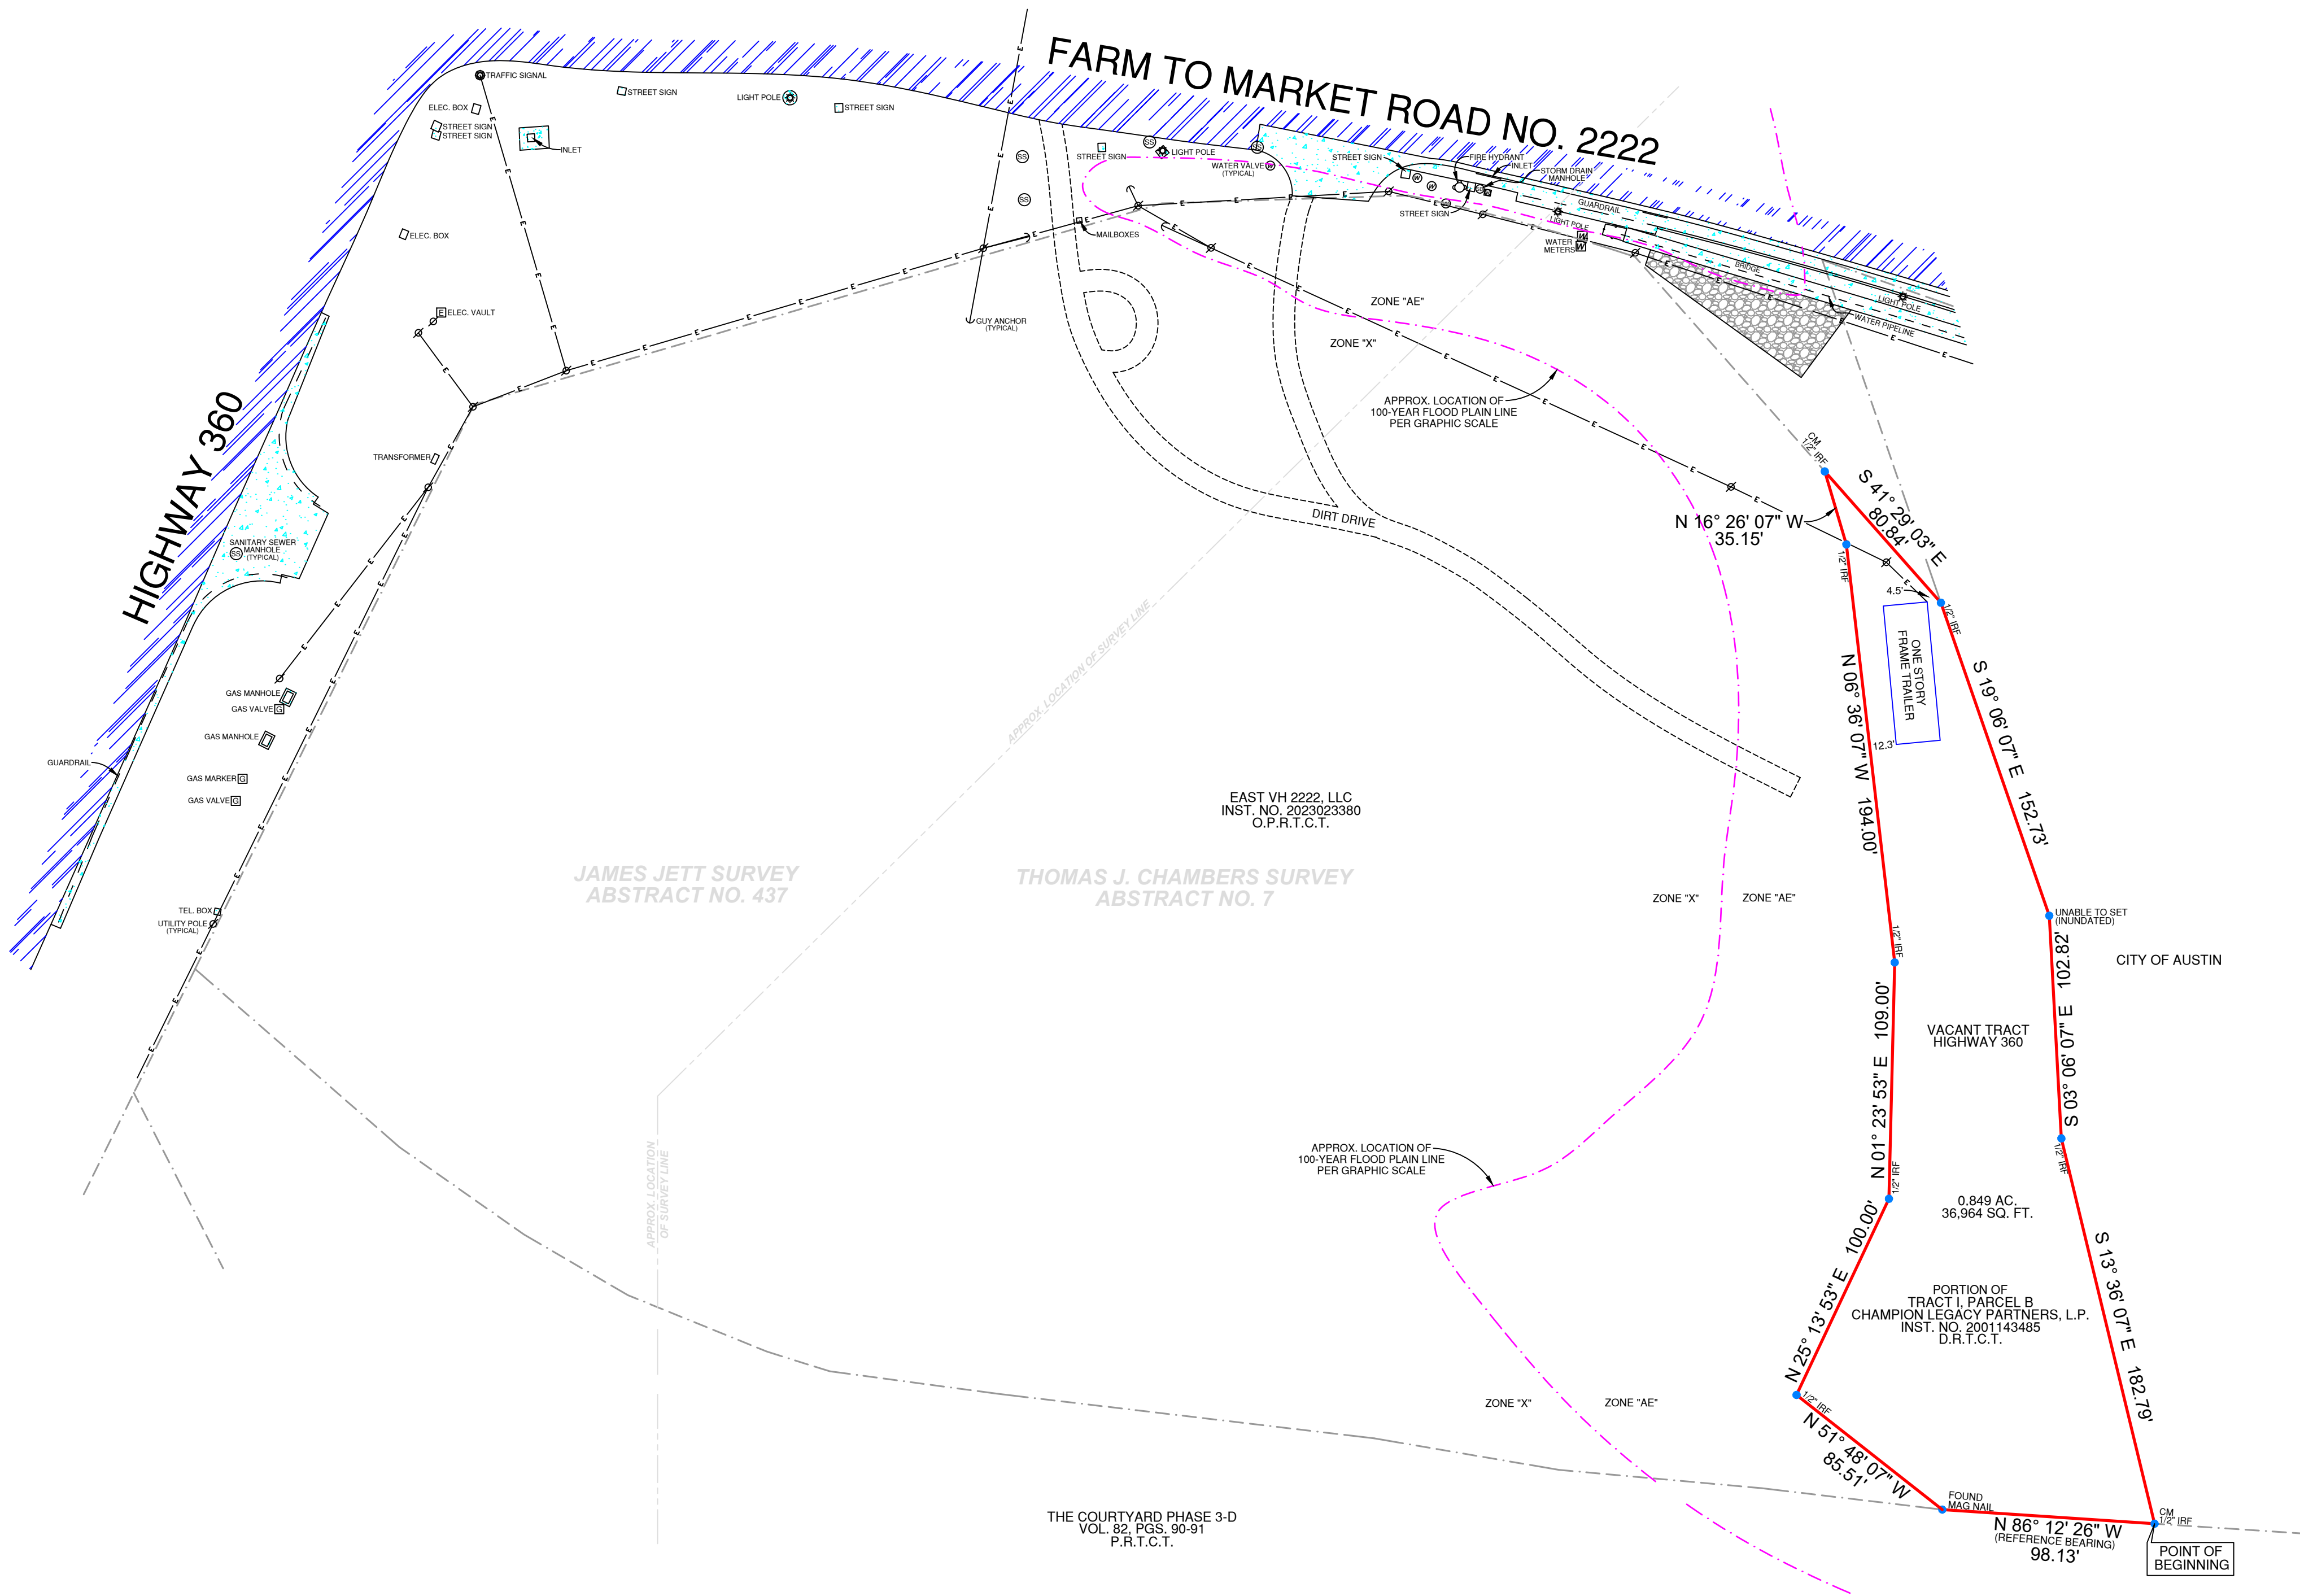 FARM TO MARKET ROAD NO. 2222
HIGHWAY 360
TRAFFIC SIGNAL
ELEC. BOX
STREET SIGN
STREET SIGN
INLET
STREET SIGN
LIGHT POLE
STREET SIGN
ELEC. BOX
E
ELEC. VAULT
TRANSFORMER
SANITARY SEWER
MANHOLE
(TYPICAL)
SS
GAS MANHOLE
GAS VALVE
G
GAS MANHOLE
GUARDRAIL
GAS MARKER
G
GAS VALVE
G
TEL. BOX
UTILITY POLE
(TYPICAL)
SS
SS
SS
SS
STREET SIGN
LIGHT POLE
WATER VALVE
(TYPICAL)
W
MAILBOXES
GUY ANCHOR
(TYPICAL)
STREET SIGN
W
W
FIRE HYDRANT
INLET
STORM DRAIN
MANHOLE
STREET SIGN
GUARDRAIL
LIGHT POLE
WATER
METERS
W
W
BRIDGE
LIGHT POLE
WATER PIPELINE
ZONE "AE"
ZONE "X"
APPROX. LOCATION OF
100-YEAR FLOOD PLAIN LINE
PER GRAPHIC SCALE
DIRT DRIVE
APPROX. LOCATION OF SURVEY LINE
CM
1/2" IRF
S 41° 29' 03" E
80.84'
N 16° 26' 07" W
35.15'
1/2" IRF
4.5'
1/2" IRF
ONE STORY
FRAME TRAILER
12.3'
N 06° 36' 07" W 194.00'
S 19° 06' 07" E 152.73'
EAST VH 2222, LLC
INST. NO. 2023023380
O.P.R.T.C.T.
JAMES JETT SURVEY
ABSTRACT NO. 437
THOMAS J. CHAMBERS SURVEY
ABSTRACT NO. 7
ZONE "X"
ZONE "AE"
UNABLE TO SET
(INUNDATED)
1/2" IRF
S 03° 06' 07" E 102.82'
CITY OF AUSTIN
N 01° 23' 53" E 109.00'
VACANT TRACT
HIGHWAY 360
1/2" IRF
1/2" IRF
APPROX. LOCATION
OF SURVEY LINE
APPROX. LOCATION OF
100-YEAR FLOOD PLAIN LINE
PER GRAPHIC SCALE
0.849 AC.
36,964 SQ. FT.
N 25° 13' 53" E 100.00'
S 13° 36' 07" E 182.79'
PORTION OF
TRACT I, PARCEL B
CHAMPION LEGACY PARTNERS, L.P.
INST. NO. 2001143485
D.R.T.C.T.
ZONE "X"
ZONE "AE"
1/2" IRF
N 51° 48' 07" W
85.51'
FOUND
MAG NAIL
CM
1/2" IRF
N 86° 12' 26" W
(REFERENCE BEARING)
98.13'
POINT OF
BEGINNING
THE COURTYARD PHASE 3-D
VOL. 82, PGS. 90-91
P.R.T.C.T.